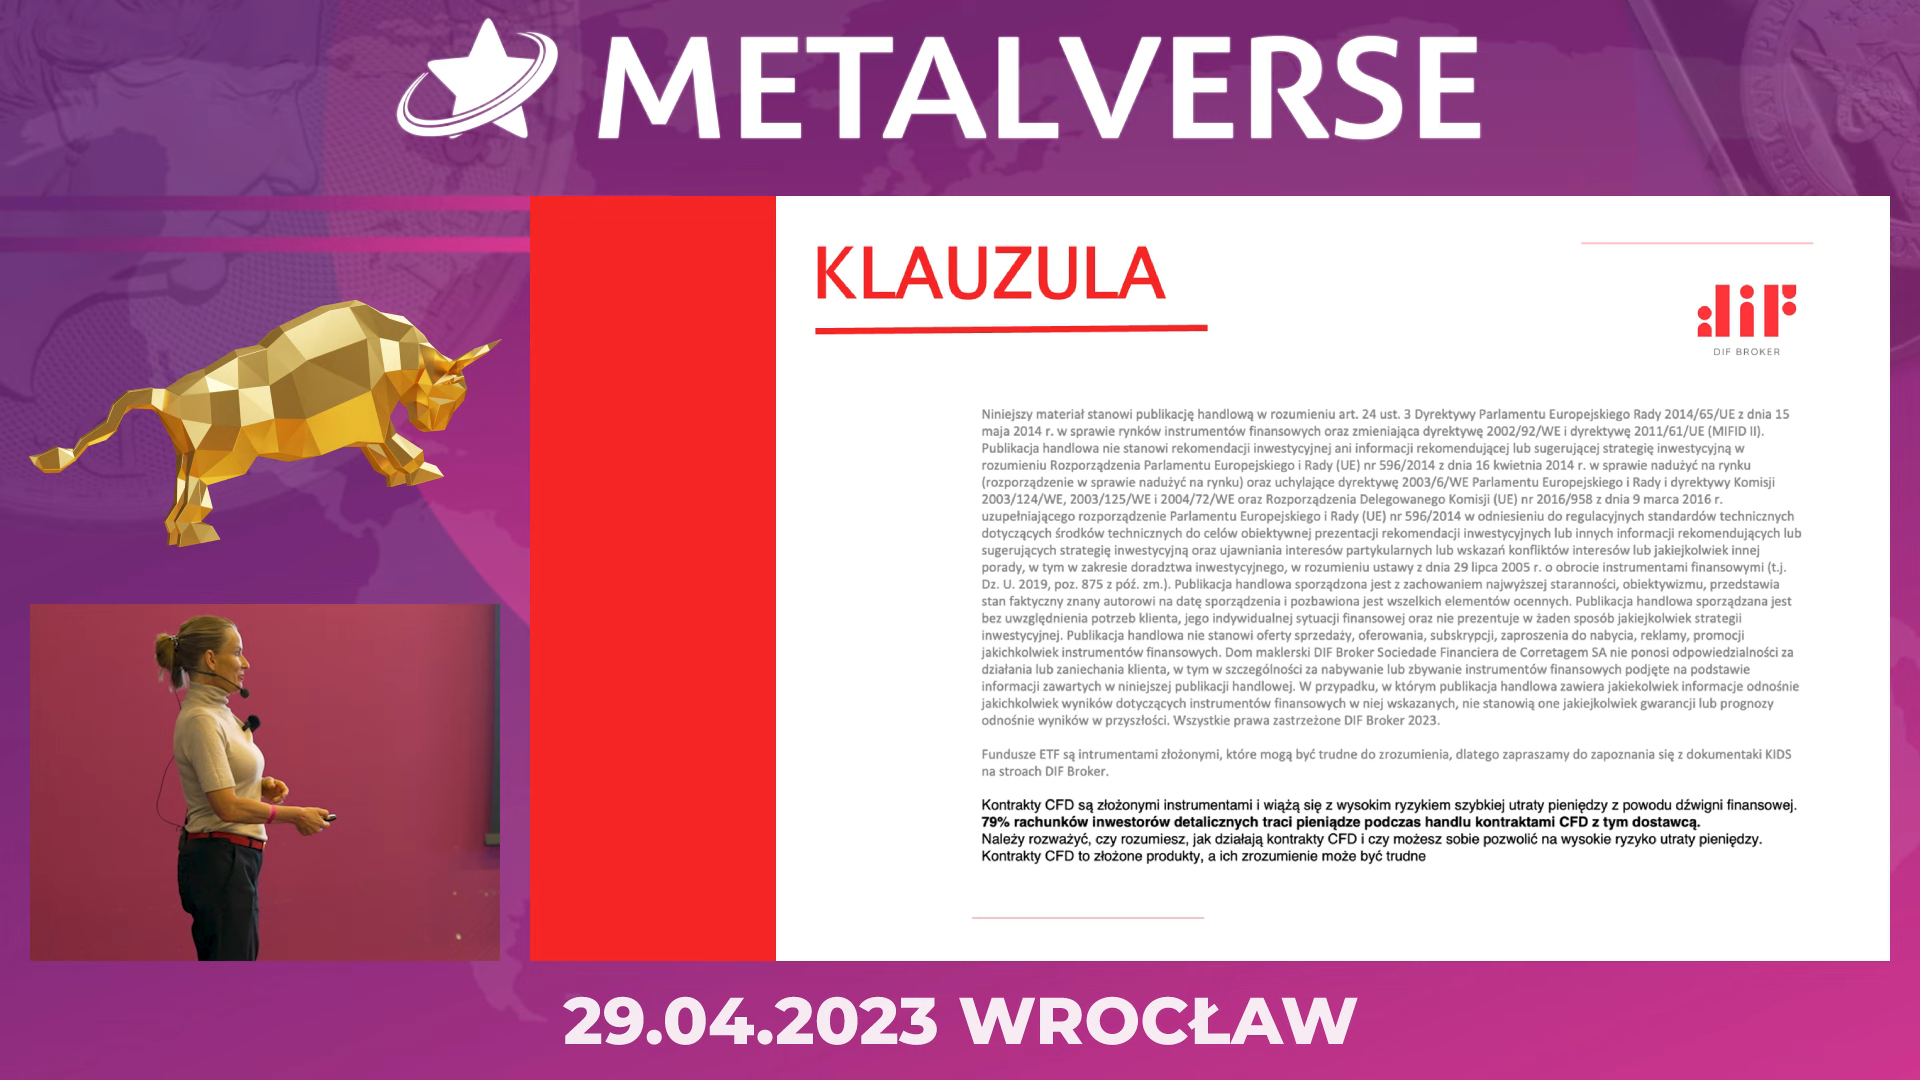 METALVERSE
KLAUZULA
DIF BROKER
Niniejszy materiał stanowi publikację handlową w rozumieniu art. 24 ust. 3 Dyrektywy Parlamentu Europejskiego Rady 2014/65/UE z dnia 15
maja 2014 r. w sprawie rynków instrumentów finansowych oraz zmieniająca dyrektywę 2002/92/WE i dyrektywę 2011/61/UE (MIFID II).
Publikacja handlowa nie stanowi rekomendacji inwestycyjnej ani informacji rekomendującej lub sugerującej strategię inwestycyjną w
rozumieniu Rozporządzenia Parlamentu Europejskiego i Rady (UE) nr 596/2014 z dnia 16 kwietnia 2014 r. w sprawie nadużyć na rynku
(rozporządzenie w sprawie nadużyć na rynku) oraz uchylające dyrektywę 2003/6/WE Parlamentu Europejskiego i Rady i dyrektywy Komisji
2003/124/WE, 2003/125/WE i 2004/72/WE oraz Rozporządzenia Delegowanego Komisji (UE) nr 2016/958 z dnia 9 marca 2016 r.
uzupełniającego rozporządzenie Parlamentu Europejskiego i Rady (UE) nr 596/2014 w odniesieniu do regulacyjnych standardów technicznych
dotyczących środków technicznych do celów obiektywnej prezentacji rekomendacji inwestycyjnych lub innych informacji rekomendujących lub
sugerujących strategię inwestycyjną oraz ujawniania interesów partykularnych lub wskazań konfliktów interesów lub jakiejkolwiek innej
porady, w tym w zakresie doradztwa inwestycyjnego, w rozumieniu ustawy z dnia 29 lipca 2005 r. o obrocie instrumentami finansowymi (t.j.
Dz. U. 2019, poz. 875 z póź. zm.). Publikacja handlowa sporządzona jest z zachowaniem najwyższej staranności, obiektywizmu, przedstawia
stan faktyczny znany autorowi na datę sporządzenia i pozbawiona jest wszelkich elementów ocennych. Publikacja handlowa sporządzana jest
bez uwzględnienia potrzeb klienta, jego indywidualnej sytuacji finansowej oraz nie prezentuje w żaden sposób jakiejkolwiek strategii
inwestycyjnej. Publikacja handlowa nie stanowi oferty sprzedaży, oferowania, subskrypcji, zaproszenia do nabycia, reklamy, promocji
jakichkolwiek instrumentów finansowych. Dom maklerski DIF Broker Sociedade Financiera de Corretagem SA nie ponosi odpowiedzialności za
działania lub zaniechania klienta, w tym w szczególności za nabywanie lub zbywanie instrumentów finansowych podjęte na podstawie
informacji zawartych w niniejszej publikacji handlowej. W przypadku, w którym publikacja handlowa zawiera jakiekolwiek informacje odnośnie
jakichkolwiek wyników dotyczących instrumentów finansowych w niej wskazanych, nie stanowią one jakiejkolwiek gwarancji lub prognozy
odnośnie wyników w przyszłości. Wszystkie prawa zastrzeżone DIF Broker 2023.
Fundusze ETF są intrumentami złożonymi, które mogą być trudne do zrozumienia, dlatego zapraszamy do zapoznania się z dokumentaki KIDS
na stroach DIF Broker.
Kontrakty CFD są złożonymi instrumentami i wiążą się z wysokim ryzykiem szybkiej utraty pieniędzy z powodu dźwigni finansowej.
79% rachunków inwestorów detalicznych traci pieniądze podczas handlu kontraktami CFD z tym dostawcą.
Należy rozważyć, czy rozumiesz, jak działają kontrakty CFD i czy możesz sobie pozwolić na wysokie ryzyko utraty pieniędzy.
Kontrakty CFD to złożone produkty, a ich zrozumienie może być trudne
29.04.2023 WROCŁAW